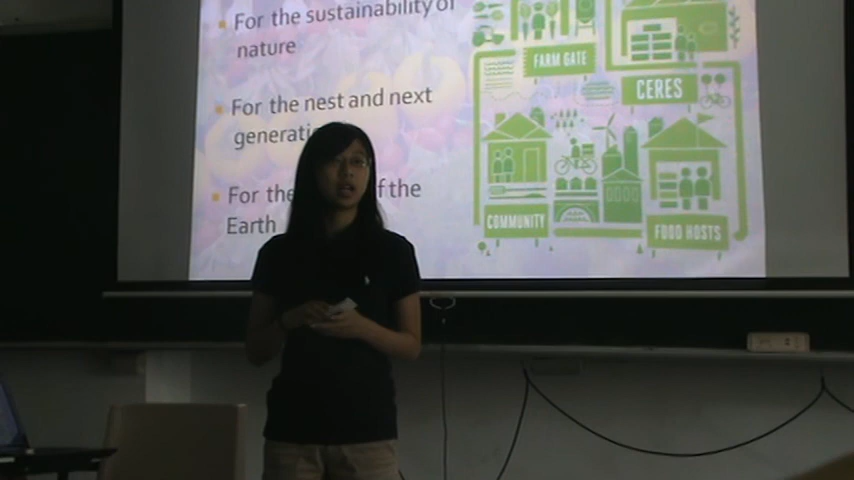 For the sustainability of
nature
For the nest and next
generati
For the
f the
Earth
FARM GATE
CERES
COMMUNITY
FOOD HOSTS